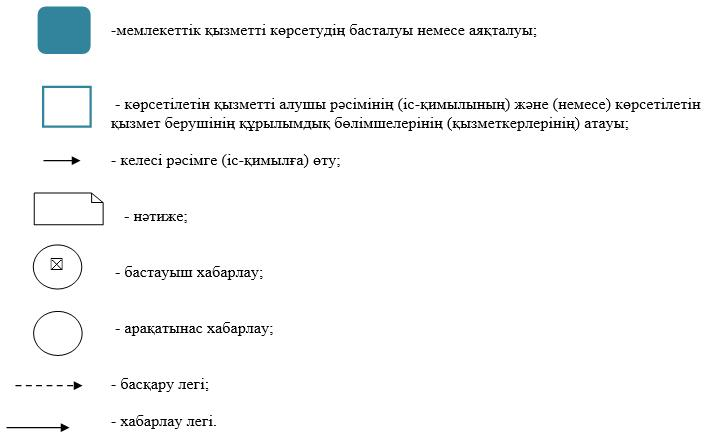 -мемлекеттік қызметті көрсетудің басталуы немесе аяқталуы;
- көрсетілетін қызметті алушы рәсімінің (іс-қимылының) және (немесе) көрсетілетін
қызмет берушінің құрылымдық бөлімшелерінің (қызметкерлерінің) атауы;
- келесі рәсімге (іс-қимылға) өту;
- нәтиже;
- бастауыш хабарлау;
- арақатынас хабарлау;
- басқару легі;
- хабарлау легі.